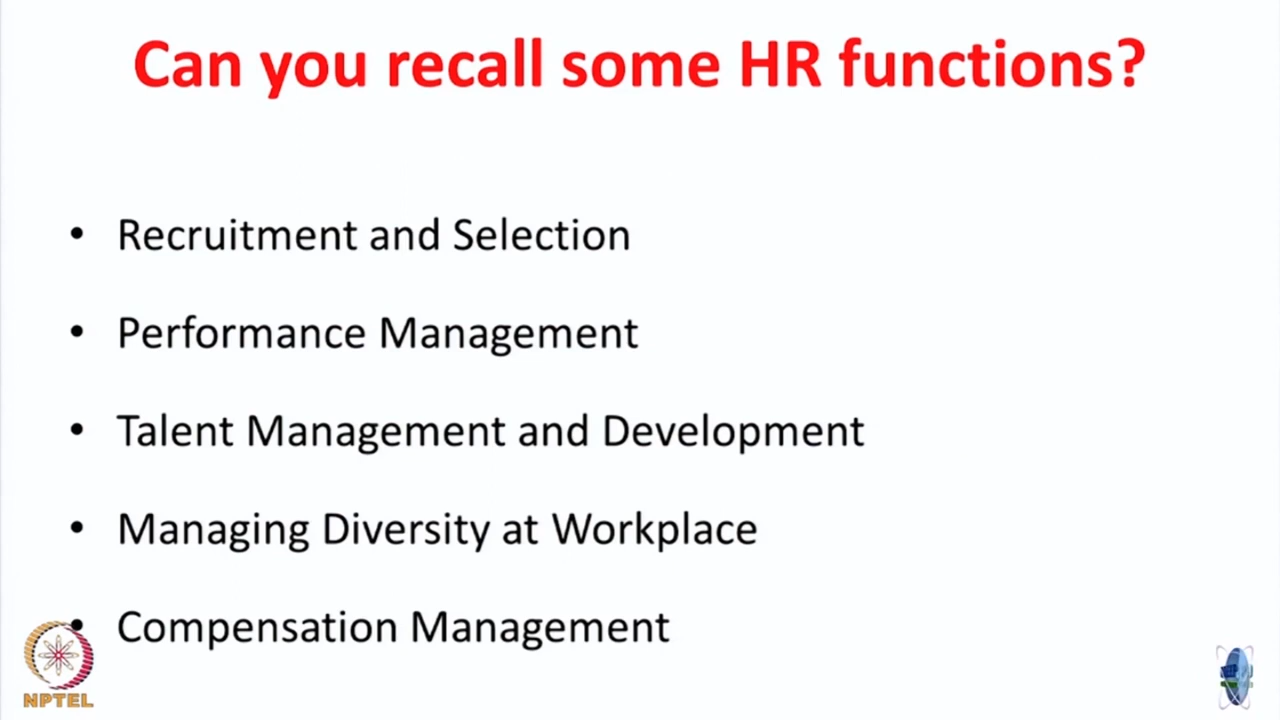 Can you recall some HR functions?
• Recruitment and Selection
• Performance Management
• Talent Management and Development
• Managing Diversity at Workplace
• Compensation Management
NPTEL